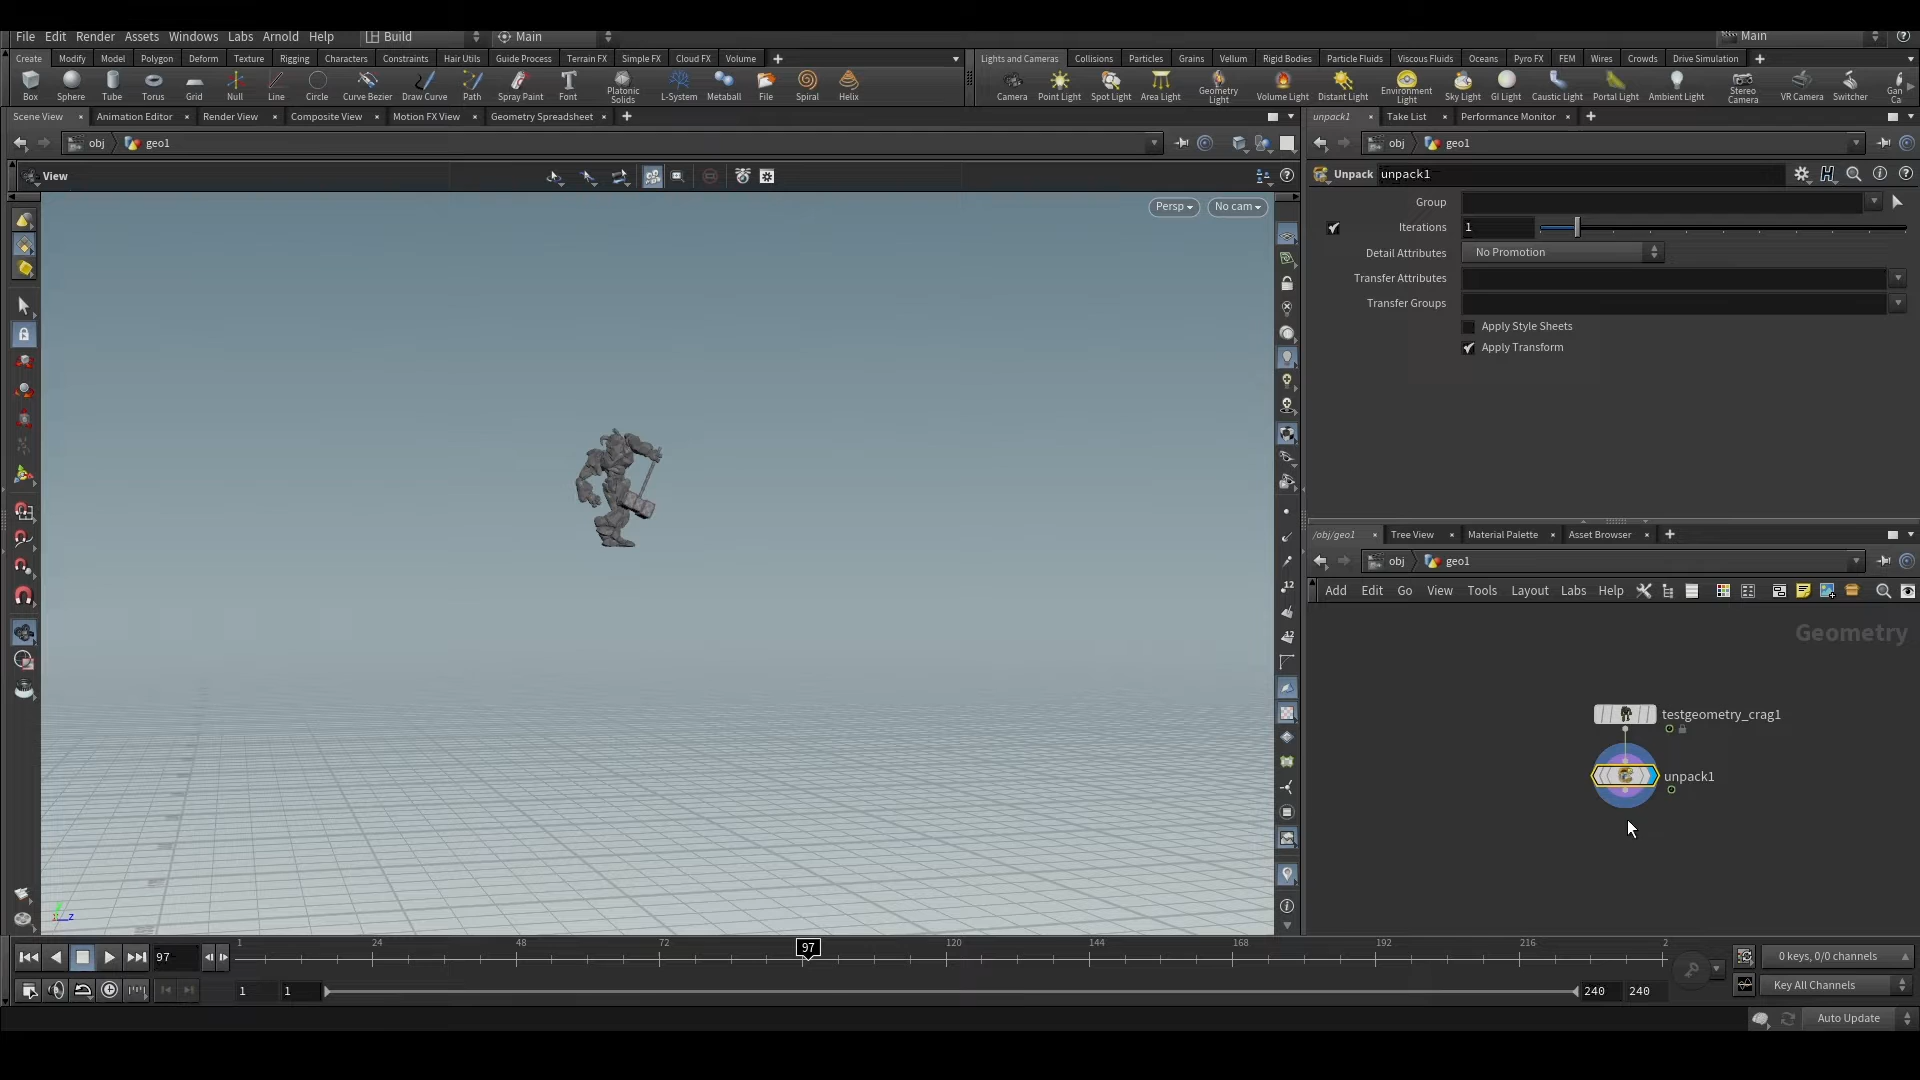 File Edit Render Assets Windows Labs Arnold Help Build Main Main
Create Modify Model Polygon Deform Texture Rigging Characters Constraints Hair Utils Guide Process Terrain FX Simple FX Cloud FX Volume
Lights and Cameras Collisions Particles Grains Vellum Rigid Bodies Particle Fluids Viscous Fluids Oceans Pyro FX FEM Wires Crowds Drive Simulation
Box Sphere Tube Torus Grid Null Line Circle Curve Bezier Draw Curve Path Spray Paint Font Platonic Solids L-System Metaball File Spiral Helix
Camera Point Light Spot Light Area Light Geometry Light Volume Light Distant Light Environment Light Sky Light GI Light Caustic Light Portal Light Ambient Light Stereo Camera VR Camera Switcher Gan Ca
Scene View Animation Editor Render View Composite View Motion FX View Geometry Spreadsheet
unpack1 Take List Performance Monitor
obj geo1
obj geo1
View
Persp No cam
Unpack unpack1
Group
Iterations 1
Detail Attributes No Promotion
Transfer Attributes
Transfer Groups
Apply Style Sheets
Apply Transform
12
12
/obj/geo1 Tree View Material Palette Asset Browser
obj geo1
Add Edit Go View Tools Layout Labs Help
Geometry
testgeometry_crag1
unpack1
z
97 1 24 48 72 97 120 144 168 192 216 2
0 keys, 0/0 channels
1 1 240 240
Key All Channels
Auto Update